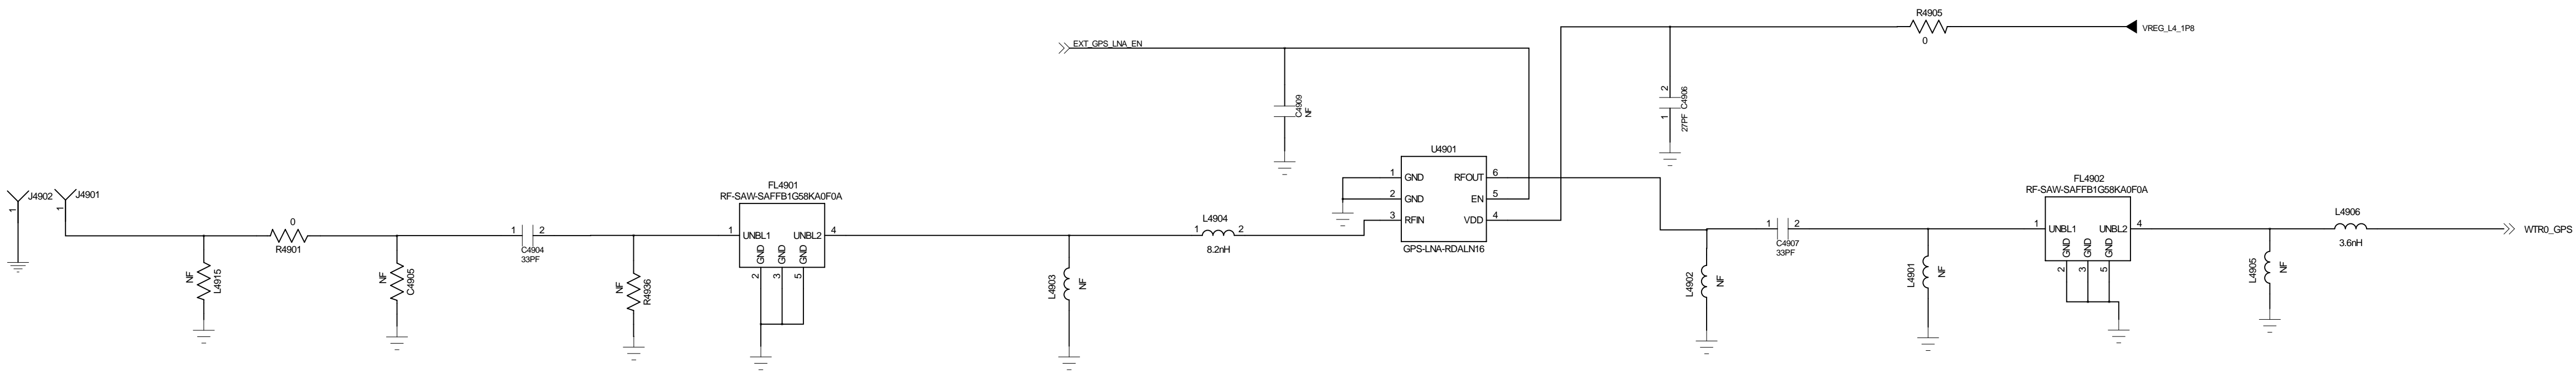 R4905
0
VREG_L4_1P8
EXT_GPS_LNA_EN
C4909
NF
2
1
C4906
27PF
U4901
1 GND RFOUT 6
2 GND EN 5
3 RFIN VDD 4
GPS-LNA-RDALN16
J4902
1
J4901
1
0
R4901
NF
L4915
NF
C4905
1 2
C4904
33PF
NF
R4936
FL4901
RF-SAW-SAFFB1G58KA0F0A
1 UNBL1 UNBL2 4
GND GND GND
2 3 5
L4903
NF
L4904
1 2
8.2nH
L4902
NF
1 2
C4907
33PF
L4901
NF
FL4902
RF-SAW-SAFFB1G58KA0F0A
1 UNBL1 UNBL2 4
GND GND GND
2 3 5
L4905
NF
L4906
3.6nH
WTR0_GPS